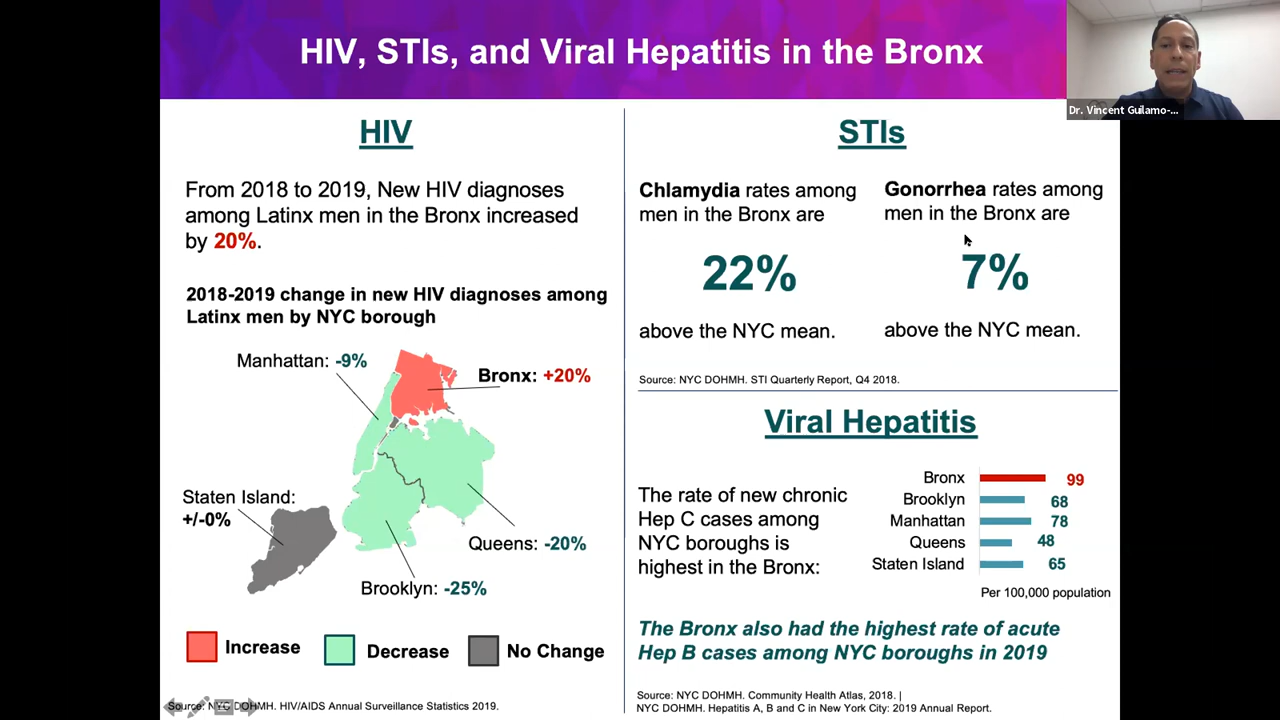 HIV, STIs, and Viral Hepatitis in the Bronx
Dr. Vincent Guilamo-...
HIV
From 2018 to 2019, New HIV diagnoses
among Latinx men in the Bronx increased
by 20%.
2018-2019 change in new HIV diagnoses among
Latinx men by NYC borough
Manhattan: -9%
Bronx: +20%
Staten Island:
+/-0%
Queens: -20%
Brooklyn: -25%
Increase
Decrease
No Change
Source: NYC DOHMH. HIV/AIDS Annual Surveillance Statistics 2019.
STIs
Chlamydia rates among
men in the Bronx are
22%
above the NYC mean.
Gonorrhea rates among
men in the Bronx are
7%
above the NYC mean.
Source: NYC DOHMH. STI Quarterly Report, Q4 2018.
Viral Hepatitis
The rate of new chronic
Hep C cases among
NYC boroughs is
highest in the Bronx:
Bronx 99
Brooklyn 68
Manhattan 78
Queens 48
Staten Island 65
Per 100,000 population
The Bronx also had the highest rate of acute
Hep B cases among NYC boroughs in 2019
Source: NYC DOHMH. Community Health Atlas, 2018. |
NYC DOHMH. Hepatitis A, B and C in New York City: 2019 Annual Report.